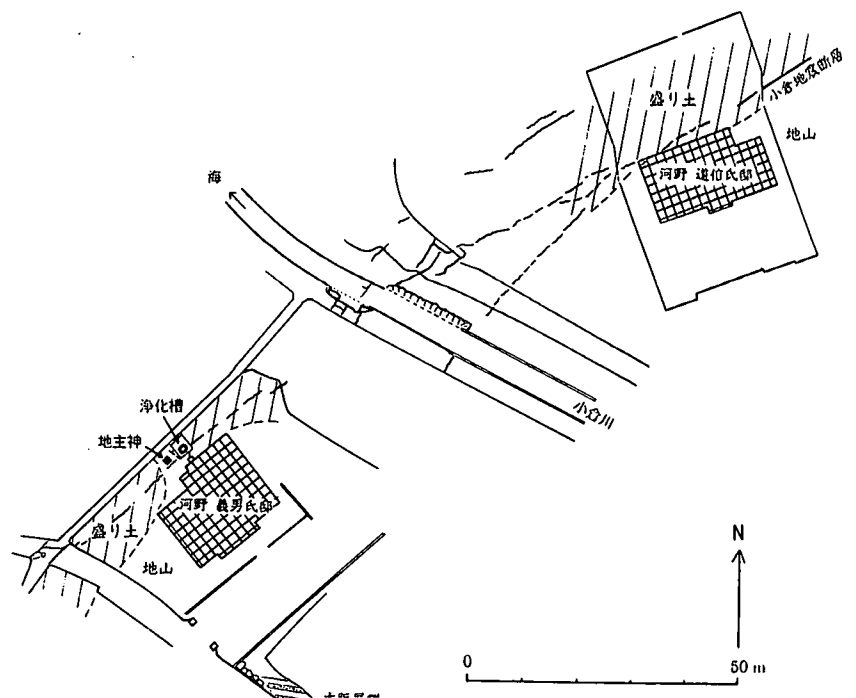 盛り土
小倉地反断層
地山
河野 道伯氏邸
海
小倉川
浄化槽
地主神
河野 義男氏邸
盛り土
地山
N
0
50 m